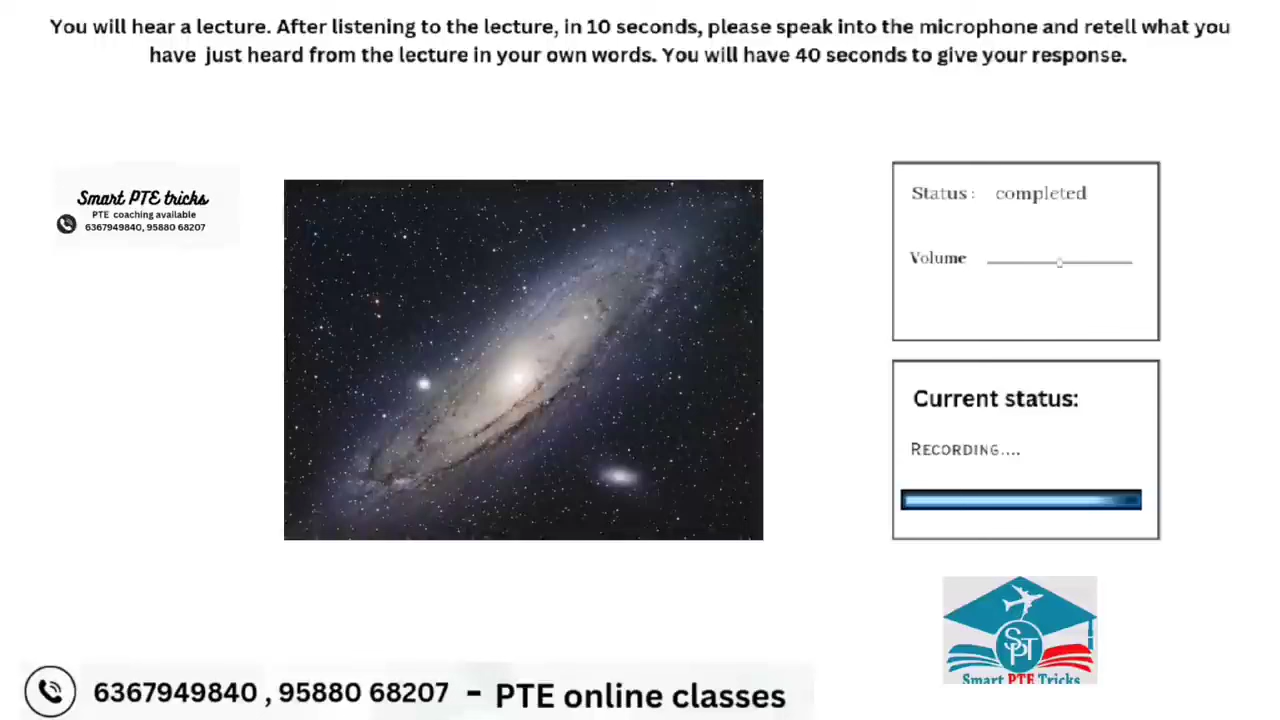 You will hear a lecture. After listening to the lecture, in 10 seconds, please speak into the microphone and retell what you
have just heard from the lecture in your own words. You will have 40 seconds to give your response.
Smart PTE tricks
PTE coaching available
6367949840, 95880 68207
Status : completed
Volume
Current status:
RECORDING....
SPT
Smart PTE Tricks
6367949840 , 95880 68207 - PTE online classes